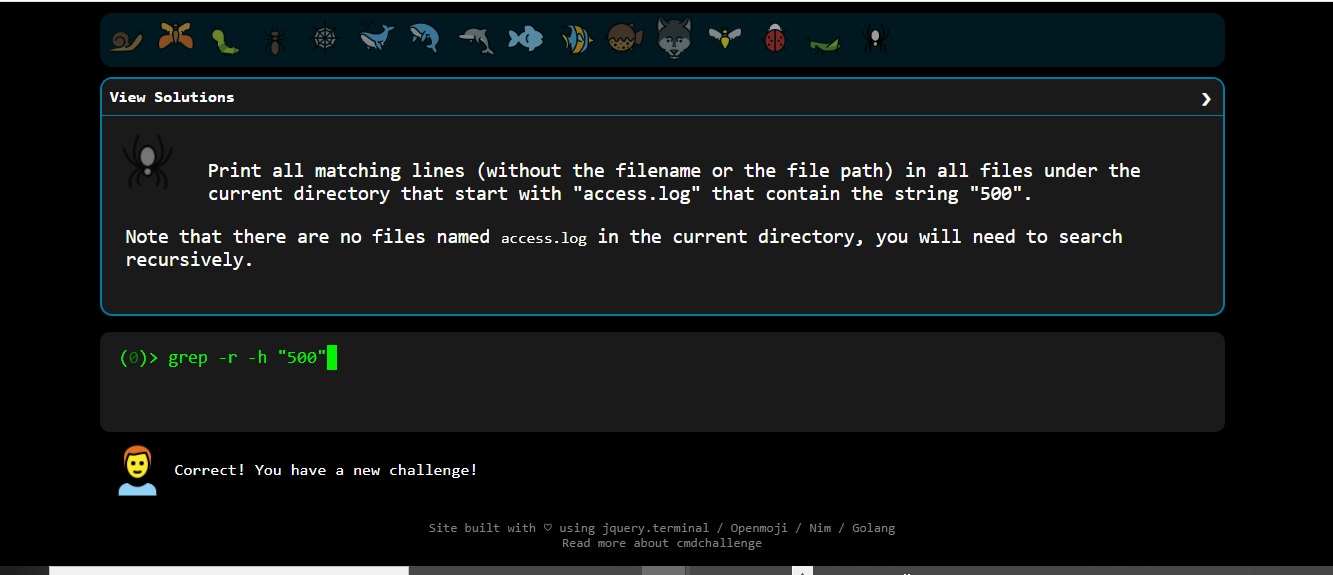 View Solutions
Print all matching lines (without the filename or the file path) in all files under the
current directory that start with "access.log" that contain the string "500".
Note that there are no files named access.log in the current directory, you will need to search
recursively.
(0)> grep -r -h "500"
Correct! You have a new challenge!
Site built with ♡ using jquery.terminal / Openmoji / Nim / Golang
Read more about cmdchallenge